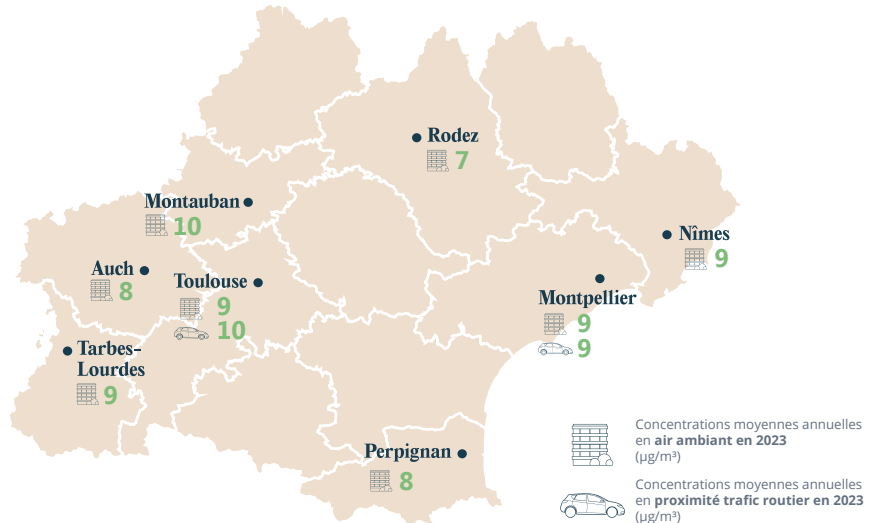 Rodez
7
Montauban
10
Nîmes
9
Auch
8
Toulouse
9
10
Montpellier
9
9
Tarbes-
Lourdes
9
Perpignan
8
Concentrations moyennes annuelles
en air ambiant en 2023
(µg/m³)
Concentrations moyennes annuelles
en proximité trafic routier en 2023
(µg/m³)